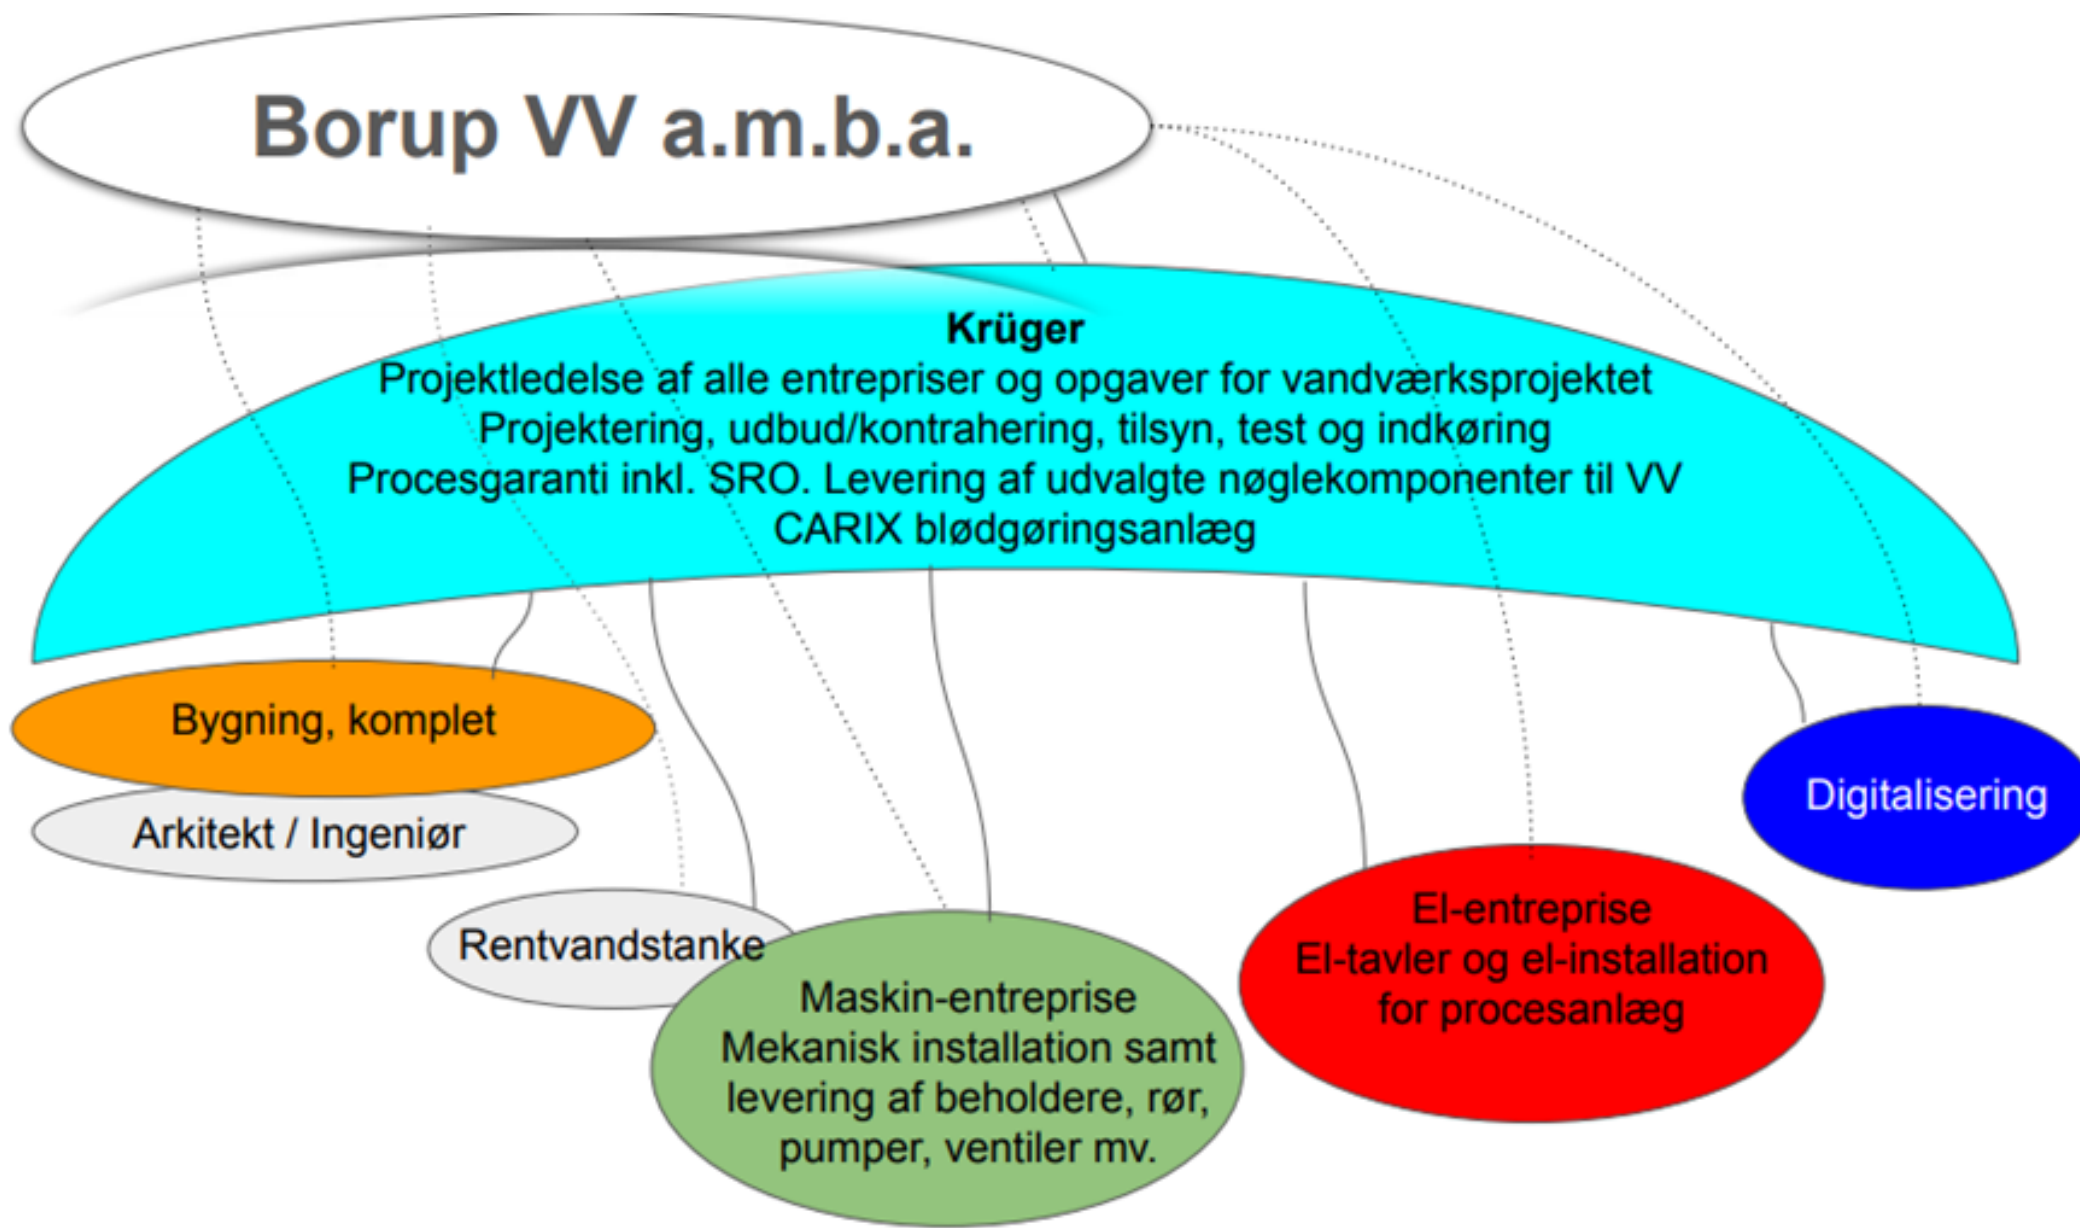 Borup VV a.m.b.a.
Krüger
Projektledelse af alle entrepriser og opgaver for vandværksprojektet
Projektering, udbud/kontrahering, tilsyn, test og indkøring
Procesgaranti inkl. SRO. Levering af udvalgte nøglekomponenter til VV
CARIX blødgøringsanlæg
Bygning, komplet
Arkitekt / Ingeniør
Rentvandstanke
Maskin-entreprise
Mekanisk installation samt
levering af beholdere, rør,
pumper, ventiler mv.
El-entreprise
El-tavler og el-installation
for procesanlæg
Digitalisering